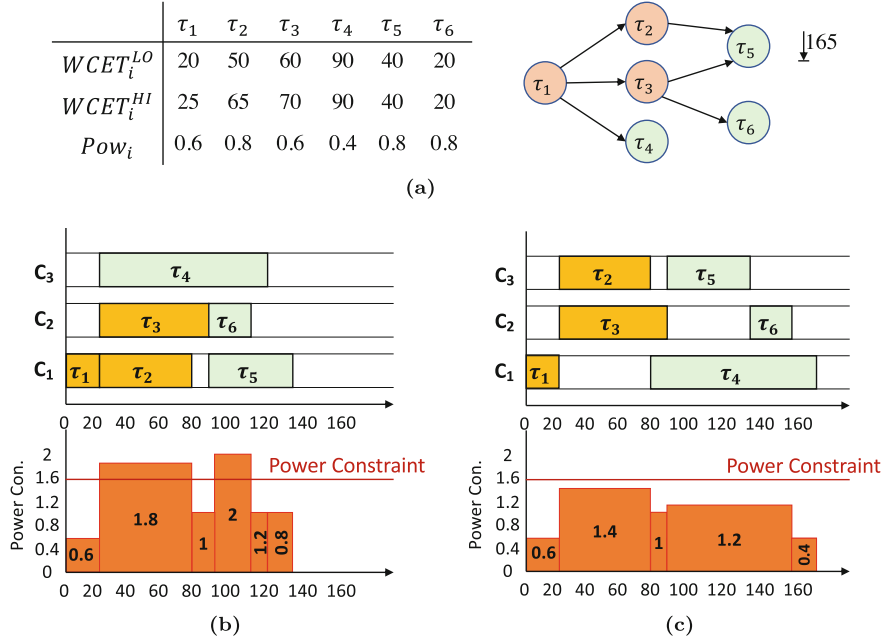 τ₁ τ₂ τ₃ τ₄ τ₅ τ₆
WCETᵢᴸᴼ 20 50 60 90 40 20
WCETᵢᴴᴵ 25 65 70 90 40 20
Powᵢ 0.6 0.8 0.6 0.4 0.8 0.8
τ₂
τ₅
165
τ₁
τ₃
τ₆
τ₄
(a)
C₃ τ₄
C₂ τ₃ τ₆
C₁ τ₁ τ₂ τ₅
0 20 40 60 80 100 120 140 160
Power Con.
2
1.6
1.2
0.8
0.4
0
Power Constraint
0.6 1.8 1 2 1.2 0.8
0 20 40 60 80 100 120 140 160
(b)
C₃ τ₂ τ₅
C₂ τ₃ τ₆
C₁ τ₁ τ₄
0 20 40 60 80 100 120 140 160
Power Con.
2
1.6
1.2
0.8
0.4
0
Power Constraint
0.6 1.4 1 1.2 0.4
0 20 40 60 80 100 120 140 160
(c)